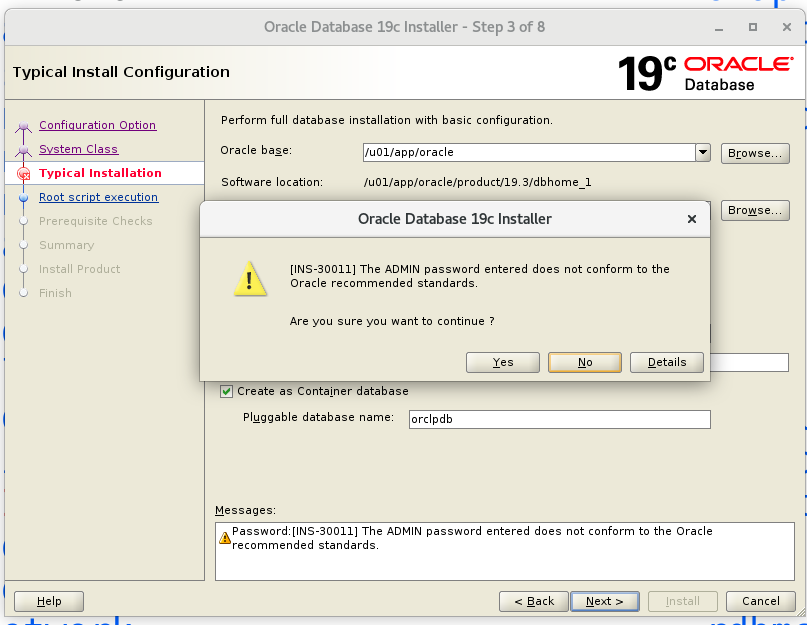 Oracle Database 19c Installer - Step 3 of 8
Typical Install Configuration
19c ORACLE
Database
Configuration Option
System Class
Typical Installation
Root script execution
Prerequisite Checks
Summary
Install Product
Finish
Perform full database installation with basic configuration.
Oracle base: /u01/app/oracle Browse...
Software location: /u01/app/oracle/product/19.3/dbhome_1
Browse...
Oracle Database 19c Installer
[INS-30011] The ADMIN password entered does not conform to the
Oracle recommended standards.
Are you sure you want to continue ?
Yes No Details
Create as Container database
Pluggable database name: orclpdb
Messages:
Password:[INS-30011] The ADMIN password entered does not conform to the Oracle
recommended standards.
Help < Back Next > Install Cancel